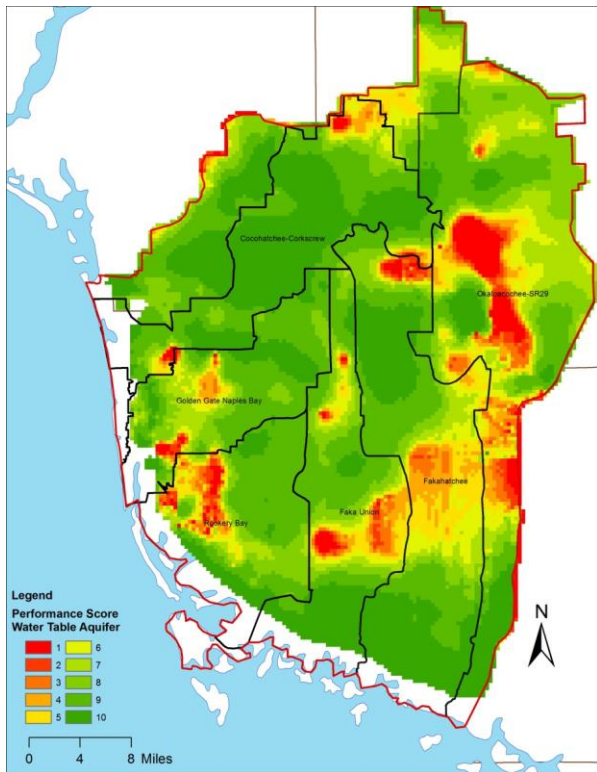 Cocohatchee-Corkscrew
Okaloacoochee-SR29
Golden Gate Naples Bay
Fakahatchee
Faka Union
Rookery Bay
N
Legend
Performance Score
Water Table Aquifer
1 6
2 7
3 8
4 9
5 10
0 4 8 Miles